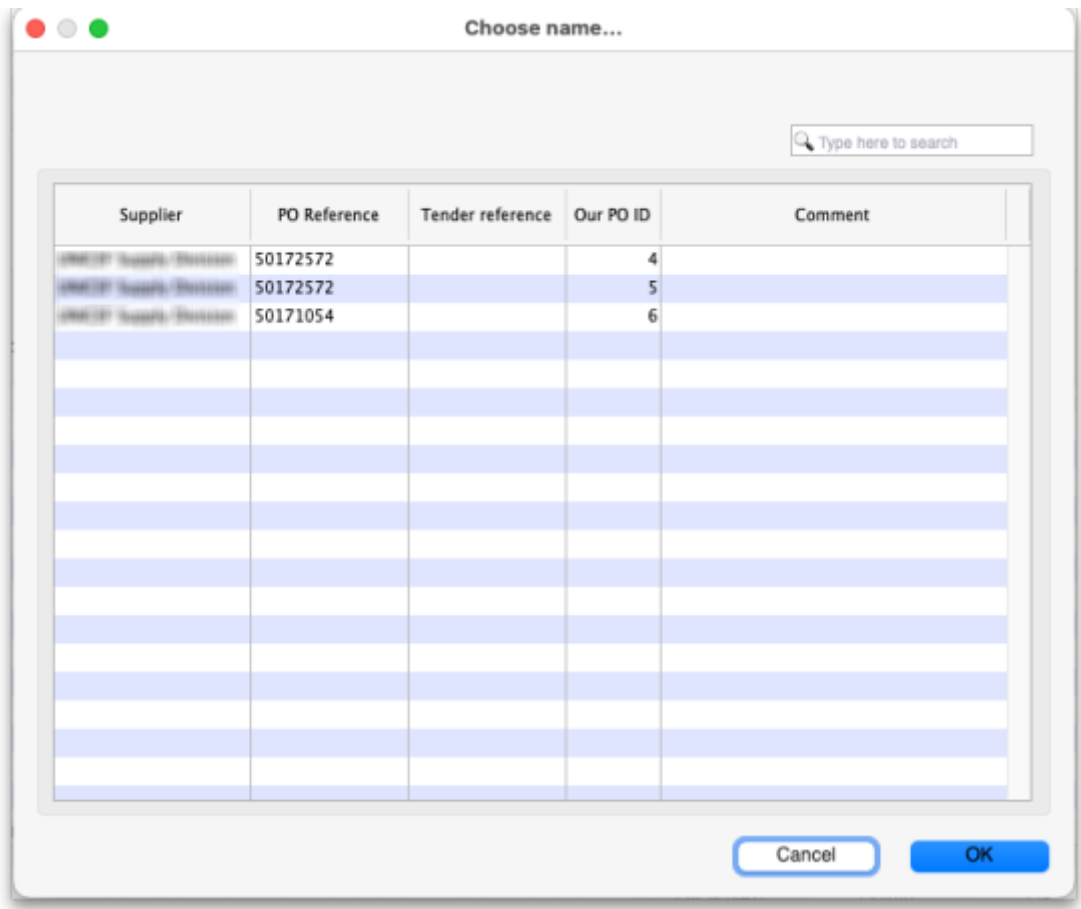 Choose name...
Type here to search
Supplier PO Reference Tender reference Our PO ID Comment
50172572 4
50172572 5
50171054 6
Cancel OK